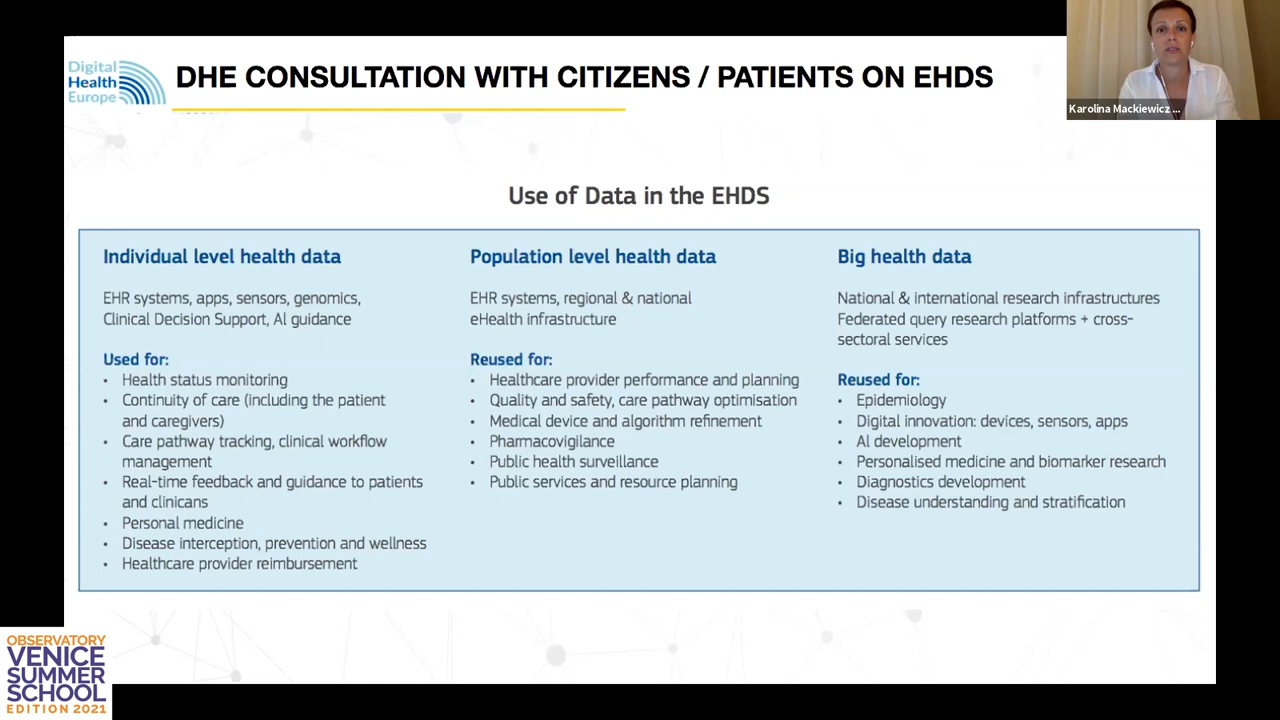 Digital
Health
Europe
DHE CONSULTATION WITH CITIZENS / PATIENTS ON EHDS
Karolina Mackiewicz ...
Use of Data in the EHDS
Individual level health data
EHR systems, apps, sensors, genomics,
Clinical Decision Support, AI guidance
Used for:
• Health status monitoring
• Continuity of care (including the patient
and caregivers)
• Care pathway tracking, clinical workflow
management
• Real-time feedback and guidance to patients
and clinicans
• Personal medicine
• Disease interception, prevention and wellness
• Healthcare provider reimbursement
Population level health data
EHR systems, regional & national
eHealth infrastructure
Reused for:
• Healthcare provider performance and planning
• Quality and safety, care pathway optimisation
• Medical device and algorithm refinement
• Pharmacovigilance
• Public health surveillance
• Public services and resource planning
Big health data
National & international research infrastructures
Federated query research platforms + cross-
sectoral services
Reused for:
• Epidemiology
• Digital innovation: devices, sensors, apps
• AI development
• Personalised medicine and biomarker research
• Diagnostics development
• Disease understanding and stratification
OBSERVATORY
VENICE
SUMMER
SCHOOL
EDITION 2021